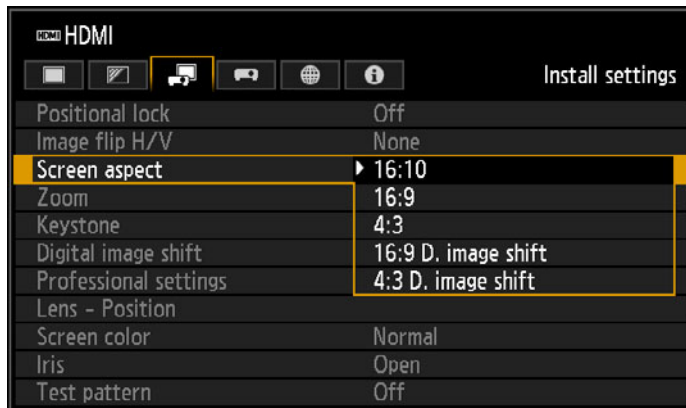 HDMI HDMI
Install settings
Positional lock Off
Image flip H/V None
Screen aspect 16:10
Zoom 16:9
Keystone 4:3
Digital image shift 16:9 D. image shift
Professional settings 4:3 D. image shift
Lens - Position
Screen color Normal
Iris Open
Test pattern Off